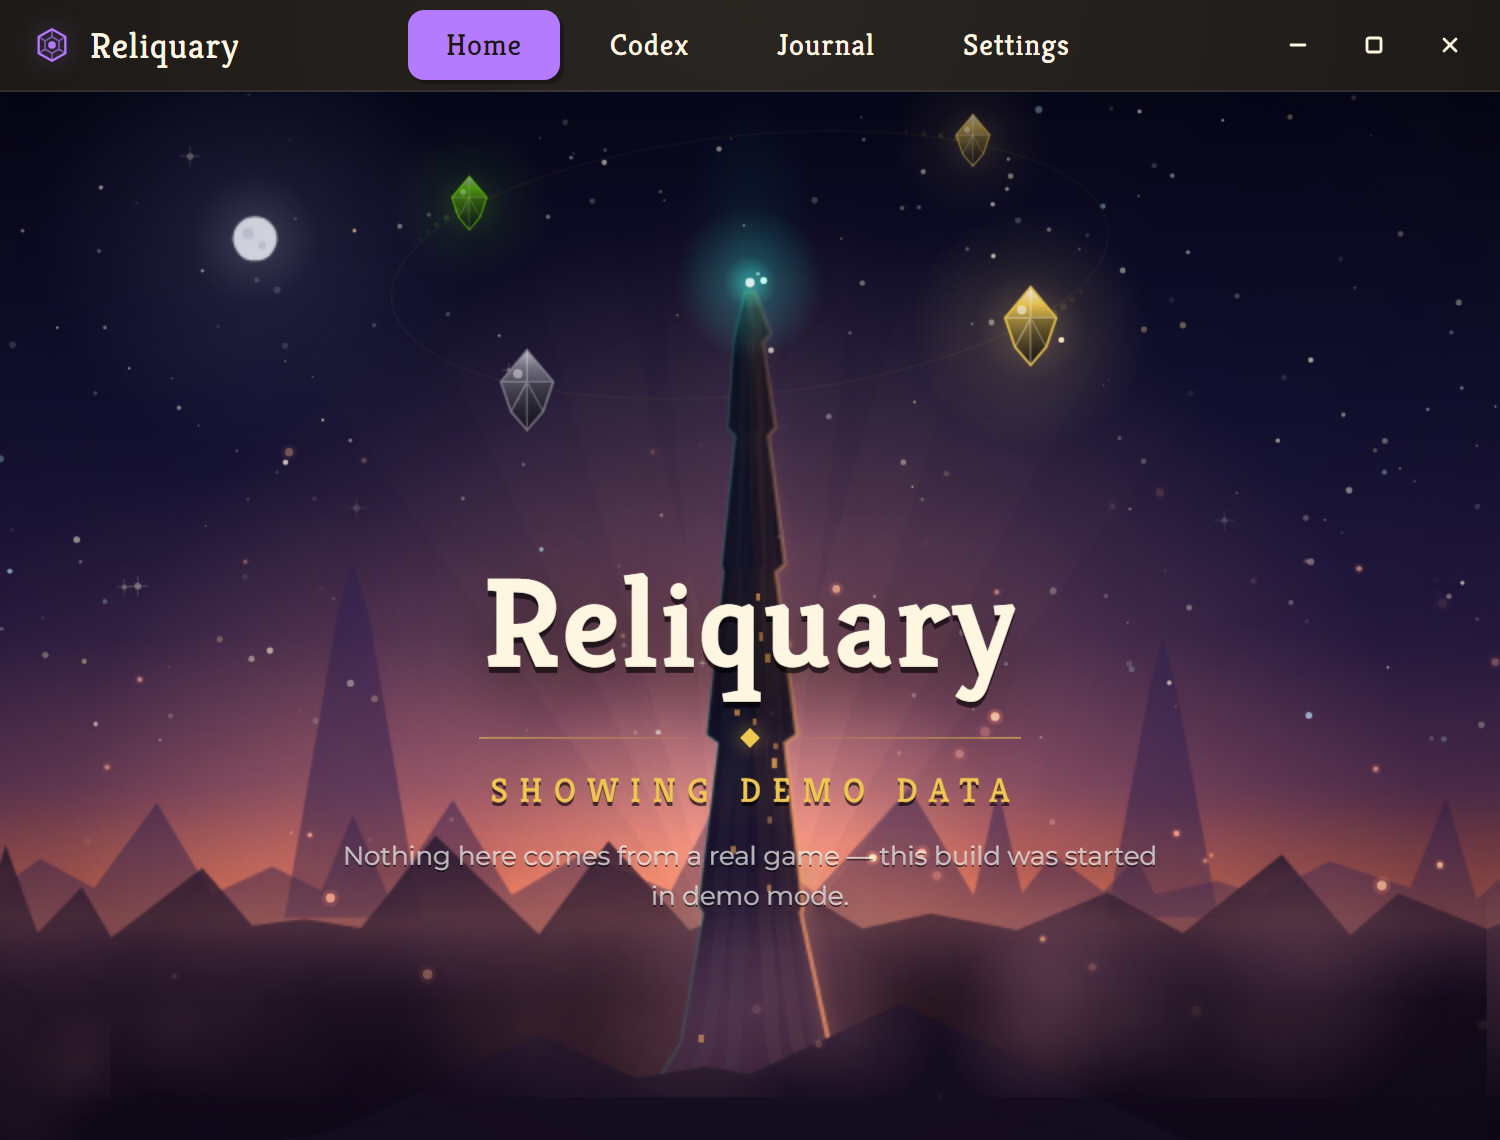 Reliquary
Home
Codex
Journal
Settings
Reliquary
SHOWING DEMO DATA
Nothing here comes from a real game — this build was started
in demo mode.